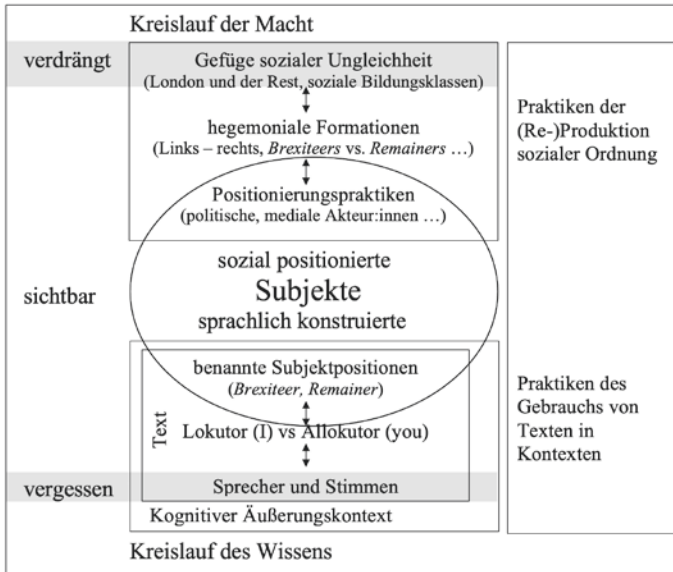 Kreislauf der Macht
verdrängt
Gefüge sozialer Ungleichheit
(London und der Rest, soziale Bildungsklassen)
hegemoniale Formationen
(Links – rechts, Brexiteers vs. Remainers …)
Positionierungspraktiken
(politische, mediale Akteur:innen …)
Praktiken der
(Re-)Produktion
sozialer Ordnung
sichtbar
sozial positionierte
Subjekte
sprachlich konstruierte
benannte Subjektpositionen
(Brexiteer, Remainer)
Text
Lokutor (I) vs Allokutor (you)
Praktiken des
Gebrauchs von
Texten in
Kontexten
vergessen
Sprecher und Stimmen
Kognitiver Äußerungskontext
Kreislauf des Wissens